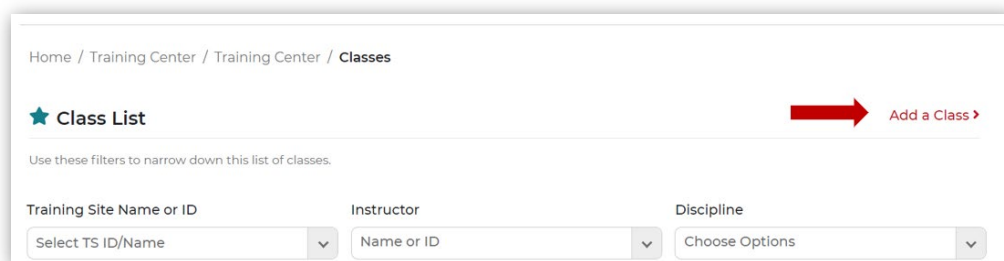 Home / Training Center / Training Center / Classes
Class List
Add a Class >
Use these filters to narrow down this list of classes.
Training Site Name or ID Instructor Discipline
Select TS ID/Name Name or ID Choose Options